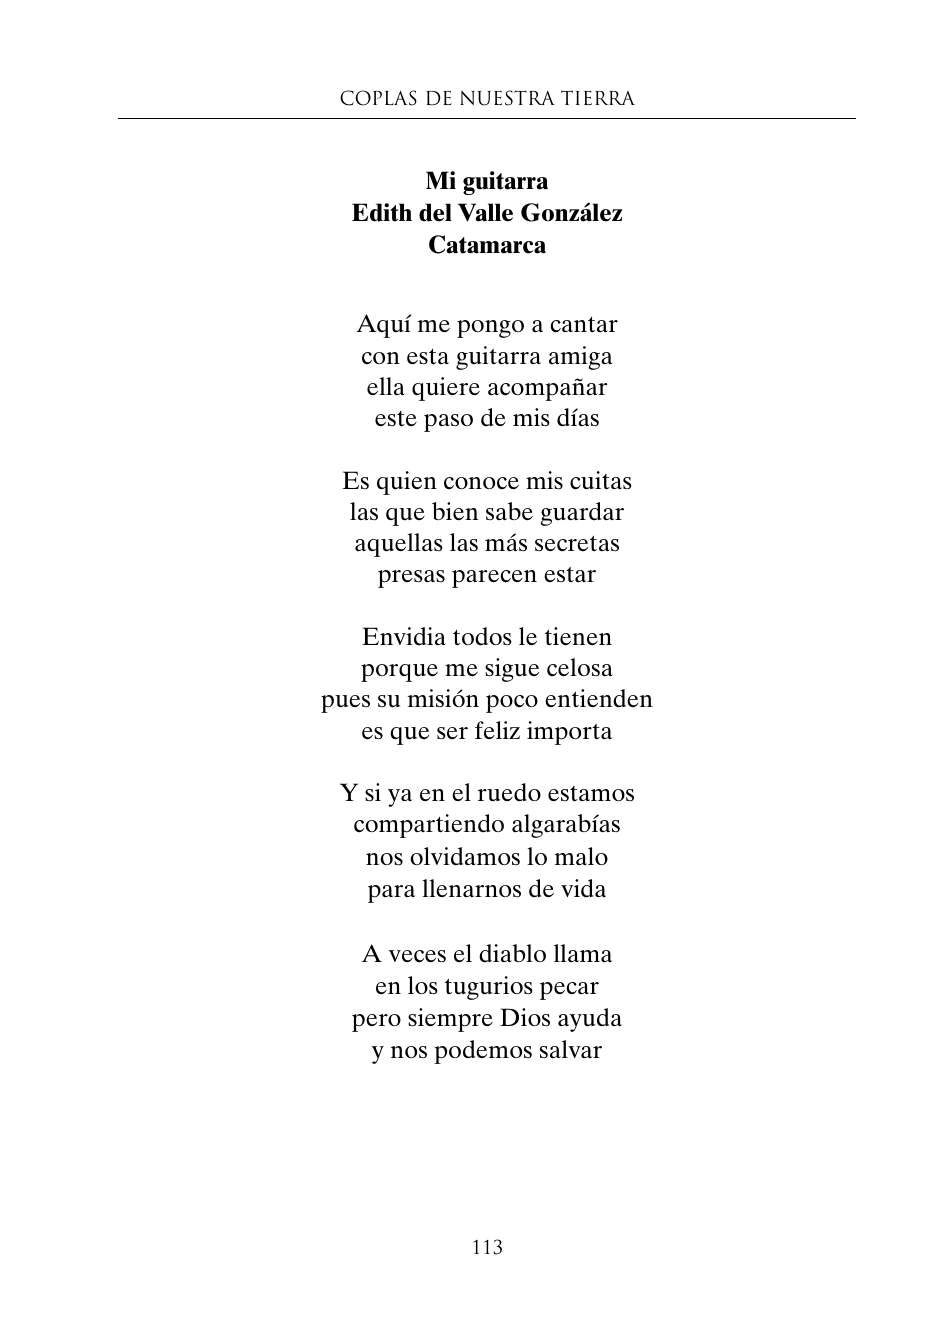 COPLAS DE NUESTRA TIERRA
Mi guitarra
Edith del Valle González
Catamarca
Aquí me pongo a cantar
con esta guitarra amiga
ella quiere acompañar
este paso de mis días
Es quien conoce mis cuitas
las que bien sabe guardar
aquellas las más secretas
presas parecen estar
Envidia todos le tienen
porque me sigue celosa
pues su misión poco entienden
es que ser feliz importa
Y si ya en el ruedo estamos
compartiendo algarabías
nos olvidamos lo malo
para llenarnos de vida
A veces el diablo llama
en los tugurios pecar
pero siempre Dios ayuda
y nos podemos salvar
113